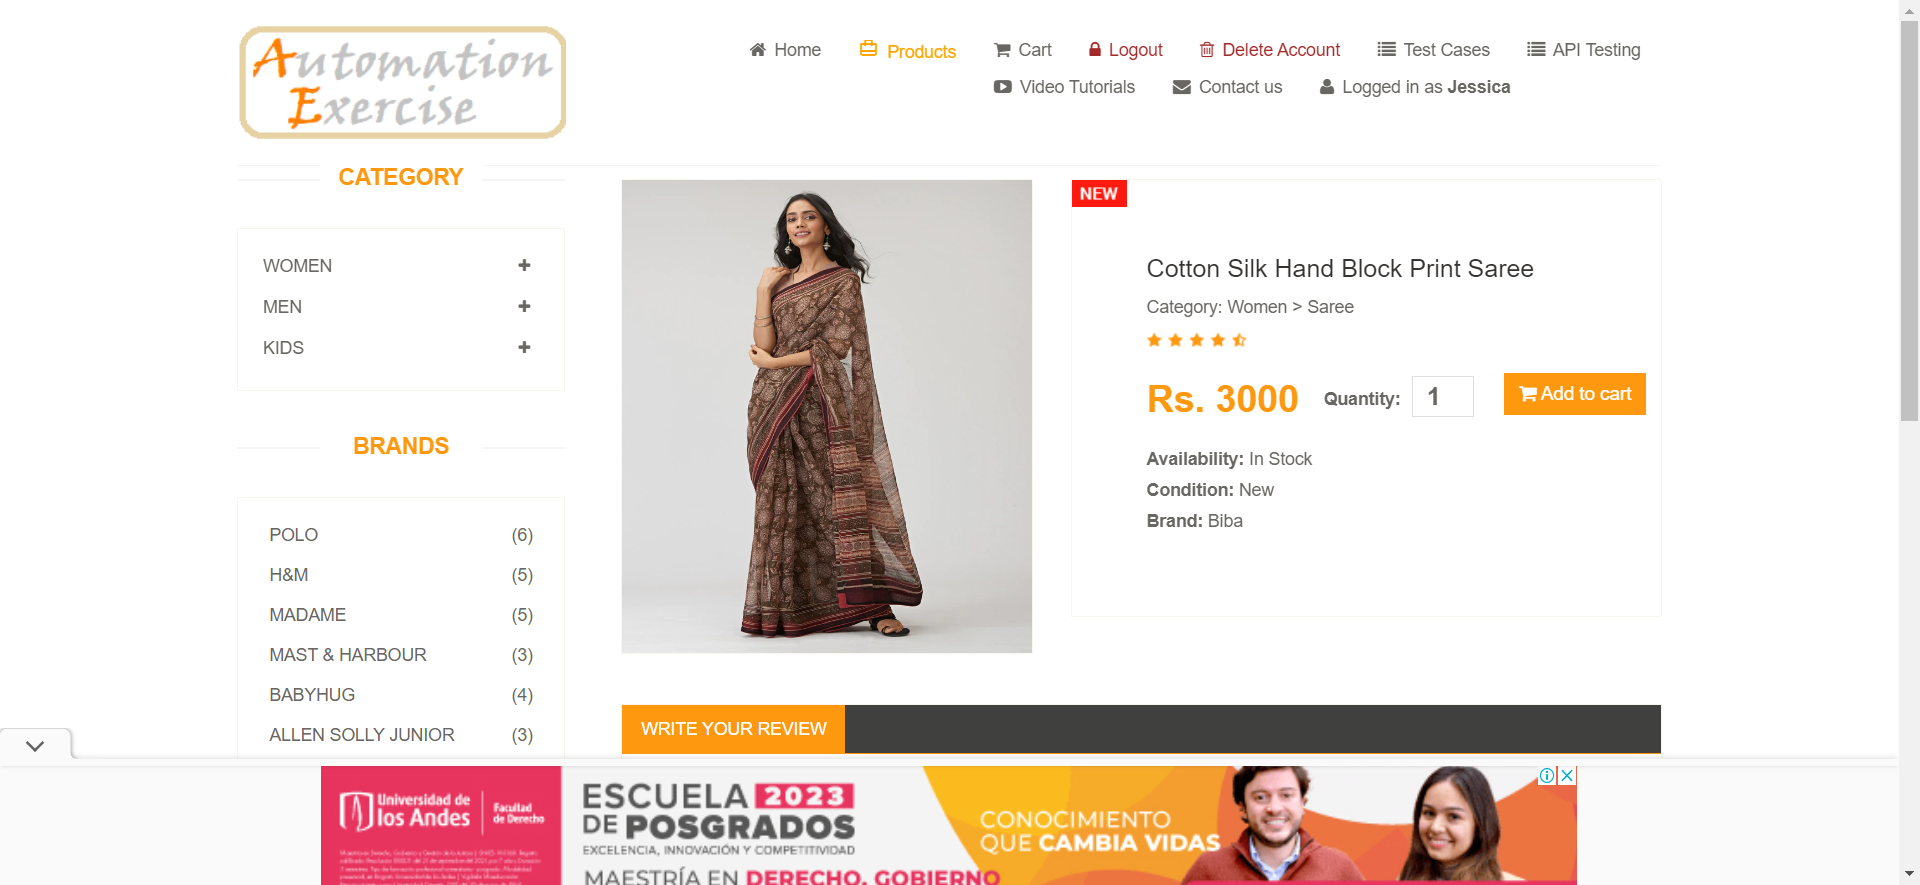 Automation
Exercise
Home
Products
Cart
Logout
Delete Account
Test Cases
API Testing
Video Tutorials
Contact us
Logged in as Jessica
CATEGORY
WOMEN
MEN
KIDS
BRANDS
POLO (6)
H&M (5)
MADAME (5)
MAST & HARBOUR (3)
BABYHUG (4)
ALLEN SOLLY JUNIOR (3)
NEW
Cotton Silk Hand Block Print Saree
Category: Women > Saree
Rs. 3000
Quantity: 1
Add to cart
Availability: In Stock
Condition: New
Brand: Biba
WRITE YOUR REVIEW
Universidad de
los Andes
Facultad
de Derecho
ESCUELA 2023
DE POSGRADOS
EXCELENCIA, INNOVACIÓN Y COMPETITIVIDAD
MAESTRÍA EN DERECHO, GOBIERNO
CONOCIMIENTO
QUE CAMBIA VIDAS